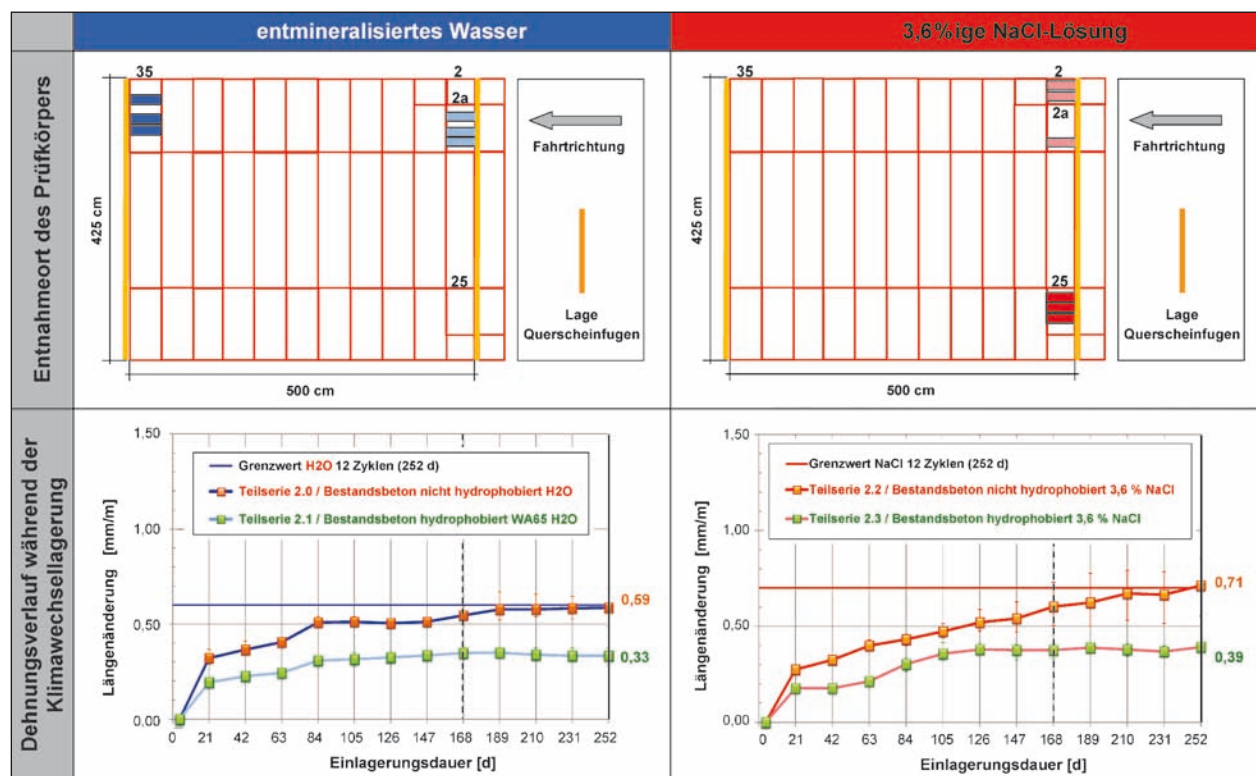 entmineralisiertes Wasser
3,6%ige NaCl-Lösung
Entnahmeort des Prüfkörpers
35
2
2a
25
425 cm
500 cm
Fahrtrichtung
Lage
Querscheinfugen
35
2
2a
25
425 cm
500 cm
Fahrtrichtung
Lage
Querscheinfugen
Dehnungsverlauf während der
Klimawechsellagerung
Längenänderung [mm/m]
1,50
1,00
0,50
0,00
Grenzwert H2O 12 Zyklen (252 d)
Teilserie 2.0 / Bestandsbeton nicht hydrophobiert H2O
Teilserie 2.1 / Bestandsbeton hydrophobiert WA65 H2O
0,59
0,33
0 21 42 63 84 105 126 147 168 189 210 231 252
Einlagerungsdauer [d]
Längenänderung [mm/m]
1,50
1,00
0,50
0,00
Grenzwert NaCl 12 Zyklen (252 d)
Teilserie 2.2 / Bestandsbeton nicht hydrophobiert 3,6 % NaCl
Teilserie 2.3 / Bestandsbeton hydrophobiert 3,6 % NaCl
0,71
0,39
0 21 42 63 84 105 126 147 168 189 210 231 252
Einlagerungsdauer [d]